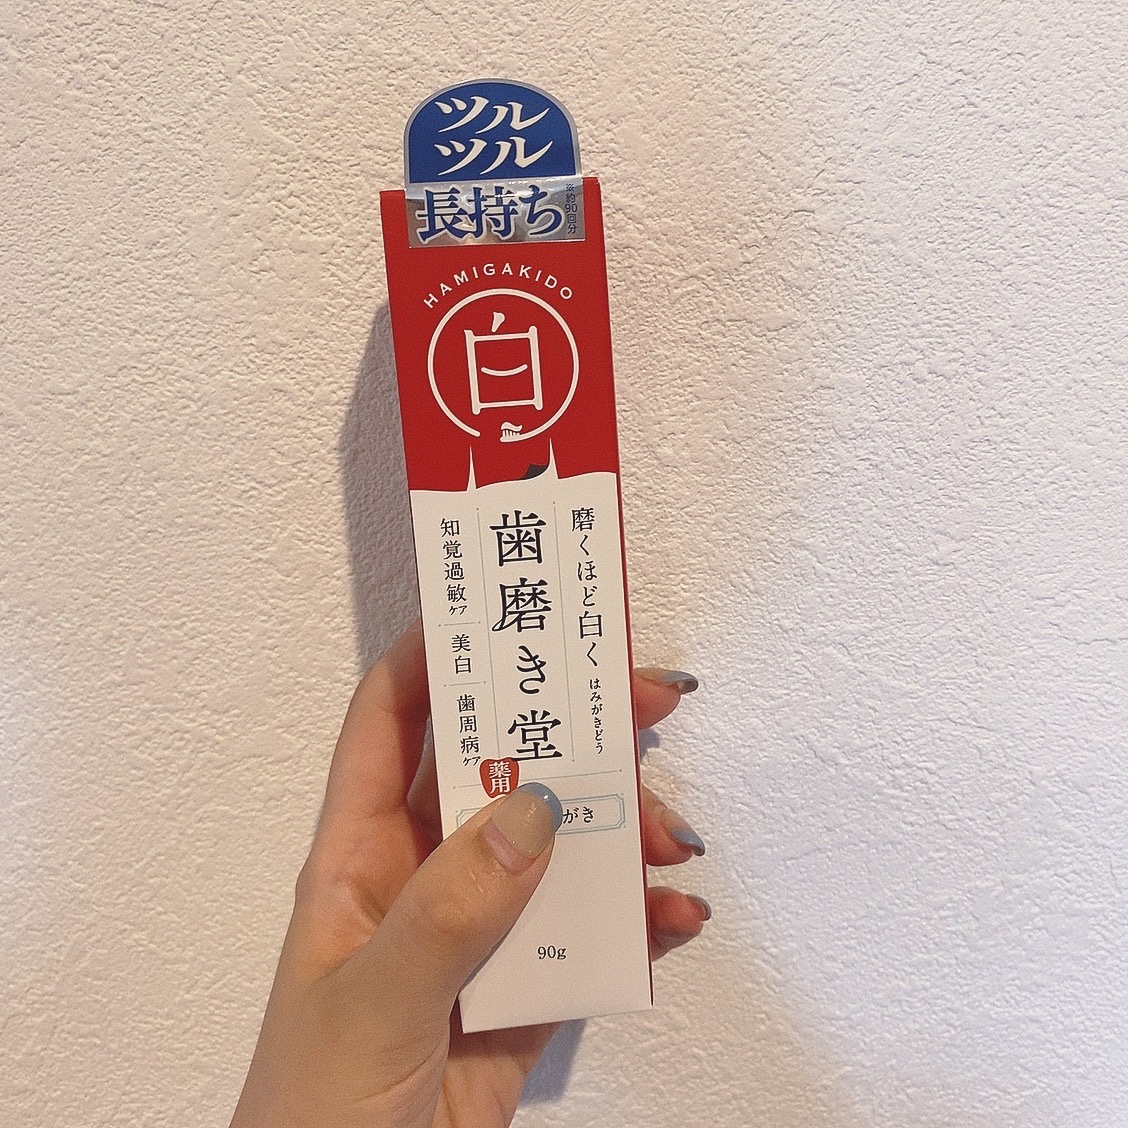 ツル
ツル
長持ち
※約90回分
HAMIGAKIDO
白
磨くほど白く
はみがきどう
歯磨き堂
知覚過敏ケア
美白
歯周病ケア
薬用
がき
90g